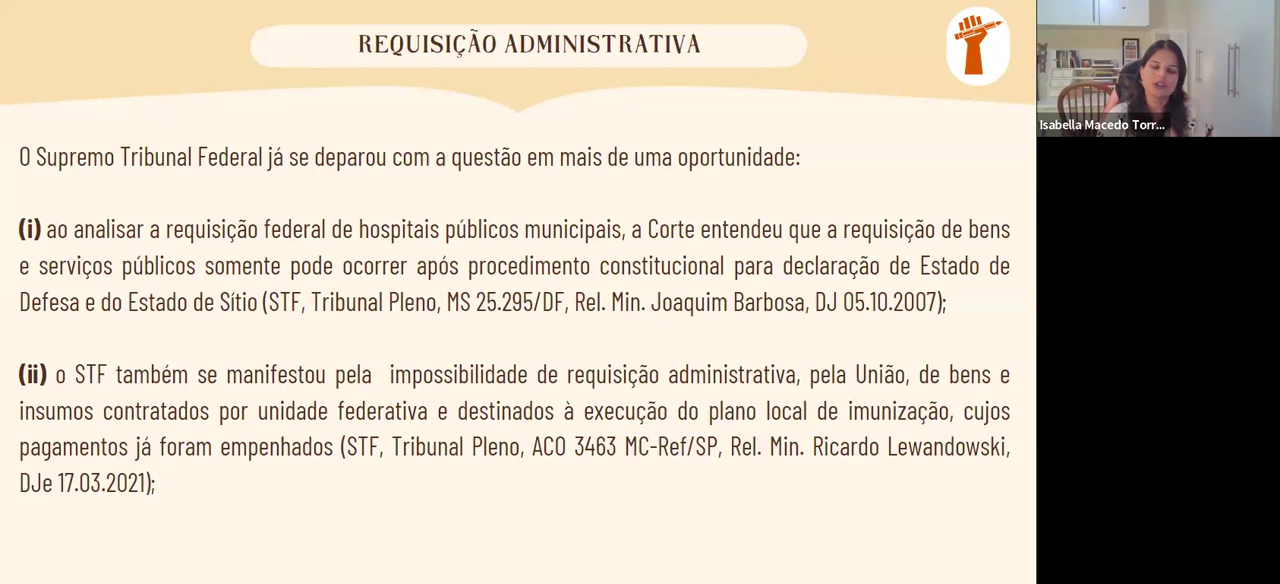 REQUISIÇÃO ADMINISTRATIVA
Isabella Macedo Torr...
O Supremo Tribunal Federal já se deparou com a questão em mais de uma oportunidade:
(i) ao analisar a requisição federal de hospitais públicos municipais, a Corte entendeu que a requisição de bens
e serviços públicos somente pode ocorrer após procedimento constitucional para declaração de Estado de
Defesa e do Estado de Sítio (STF, Tribunal Pleno, MS 25.295/DF, Rel. Min. Joaquim Barbosa, DJ 05.10.2007);
(ii) o STF também se manifestou pela impossibilidade de requisição administrativa, pela União, de bens e
insumos contratados por unidade federativa e destinados à execução do plano local de imunização, cujos
pagamentos já foram empenhados (STF, Tribunal Pleno, ACO 3463 MC-Ref/SP, Rel. Min. Ricardo Lewandowski,
DJe 17.03.2021);